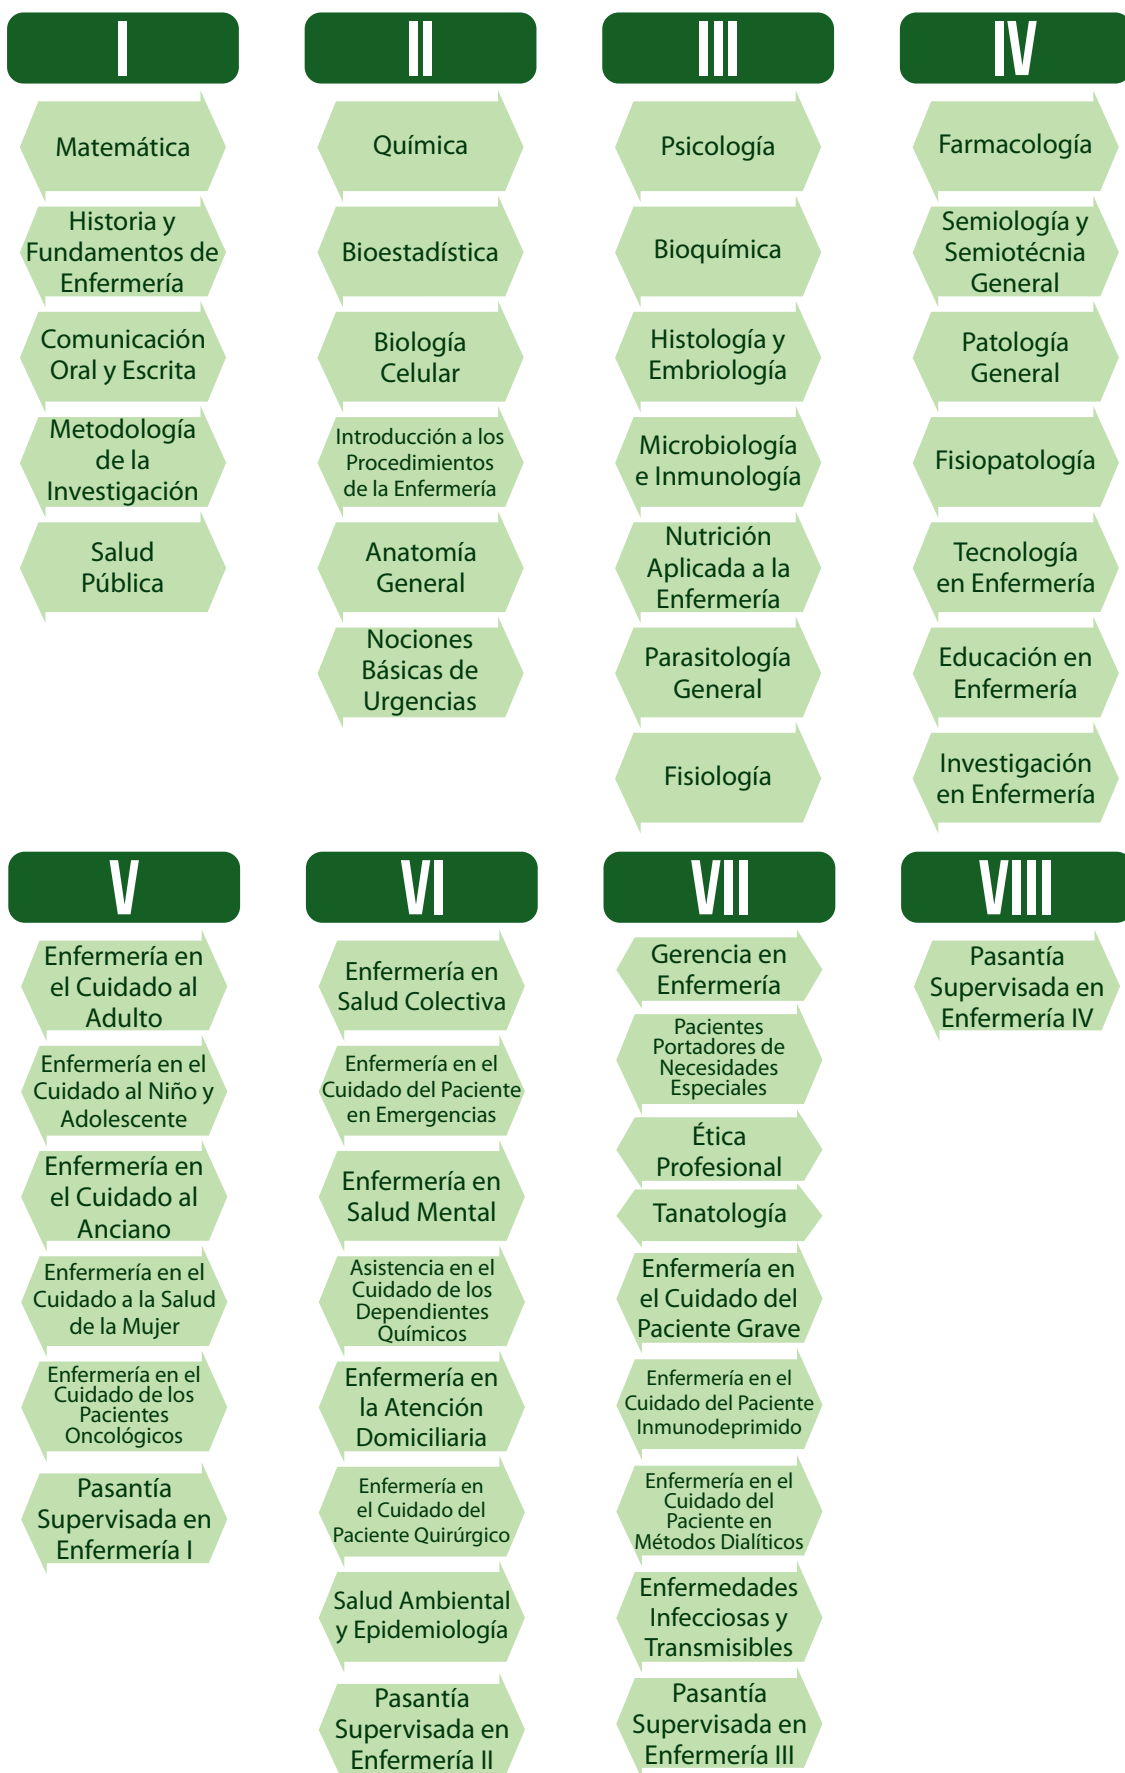 I
Matemática
Historia y
Fundamentos de
Enfermería
Comunicación
Oral y Escrita
Metodología
de la
Investigación
Salud
Pública
II
Química
Bioestadística
Biología
Celular
Introducción a los
Procedimientos
de la Enfermería
Anatomía
General
Nociones
Básicas de
Urgencias
III
Psicología
Bioquímica
Histología y
Embriología
Microbiología
e Inmunología
Nutrición
Aplicada a la
Enfermería
Parasitología
General
Fisiología
IV
Farmacología
Semiología y
Semiotécnia
General
Patología
General
Fisiopatología
Tecnología
en Enfermería
Educación en
Enfermería
Investigación
en Enfermería
V
Enfermería en
el Cuidado al
Adulto
Enfermería en el
Cuidado al Niño y
Adolescente
Enfermería en
el Cuidado al
Anciano
Enfermería en el
Cuidado a la Salud
de la Mujer
Enfermería en el
Cuidado de los
Pacientes
Oncológicos
Pasantía
Supervisada en
Enfermería I
VI
Enfermería en
Salud Colectiva
Enfermería en el
Cuidado del Paciente
en Emergencias
Enfermería en
Salud Mental
Asistencia en el
Cuidado de los
Dependientes
Químicos
Enfermería en
la Atención
Domiciliaria
Enfermería en
el Cuidado del
Paciente Quirúrgico
Salud Ambiental
y Epidemiología
Pasantía
Supervisada en
Enfermería II
VII
Gerencia en
Enfermería
Pacientes
Portadores de
Necesidades
Especiales
Ética
Profesional
Tanatología
Enfermería en
el Cuidado del
Paciente Grave
Enfermería en el
Cuidado del Paciente
Inmunodeprimido
Enfermería en el
Cuidado del
Paciente en
Métodos Dialíticos
Enfermedades
Infecciosas y
Transmisibles
Pasantía
Supervisada en
Enfermería III
VIII
Pasantía
Supervisada en
Enfermería IV